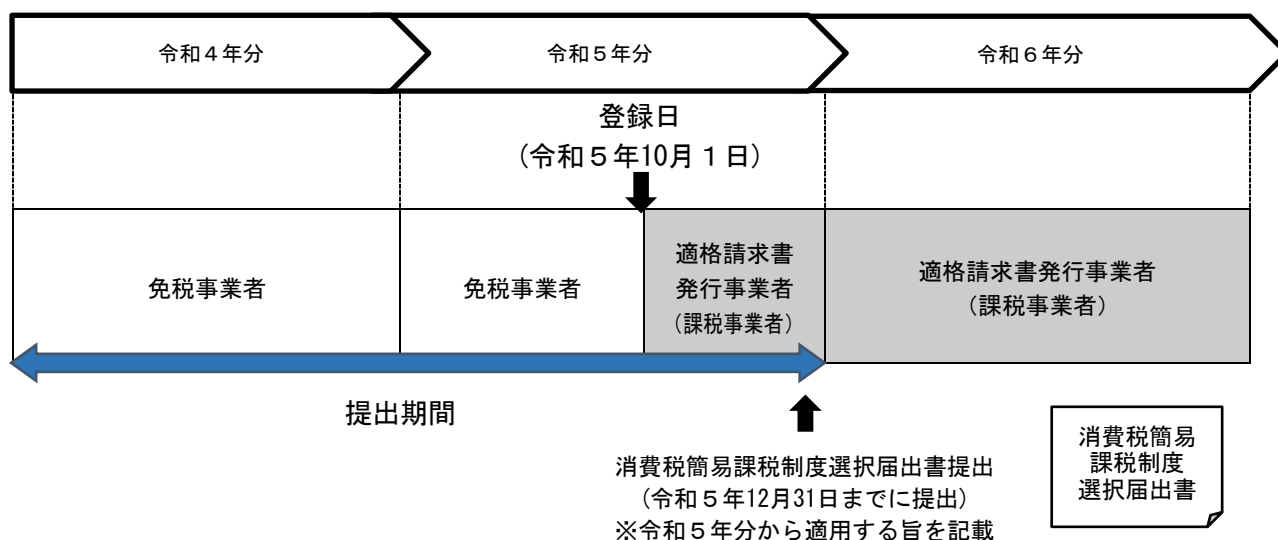 令和４年分
令和５年分
令和６年分
登録日
（令和５年10月１日）
免税事業者
免税事業者
適格請求書
発行事業者
（課税事業者）
適格請求書発行事業者
（課税事業者）
提出期間
消費税簡易課税制度選択届出書提出
（令和５年12月31日までに提出）
※令和５年分から適用する旨を記載
消費税簡易
課税制度
選択届出書